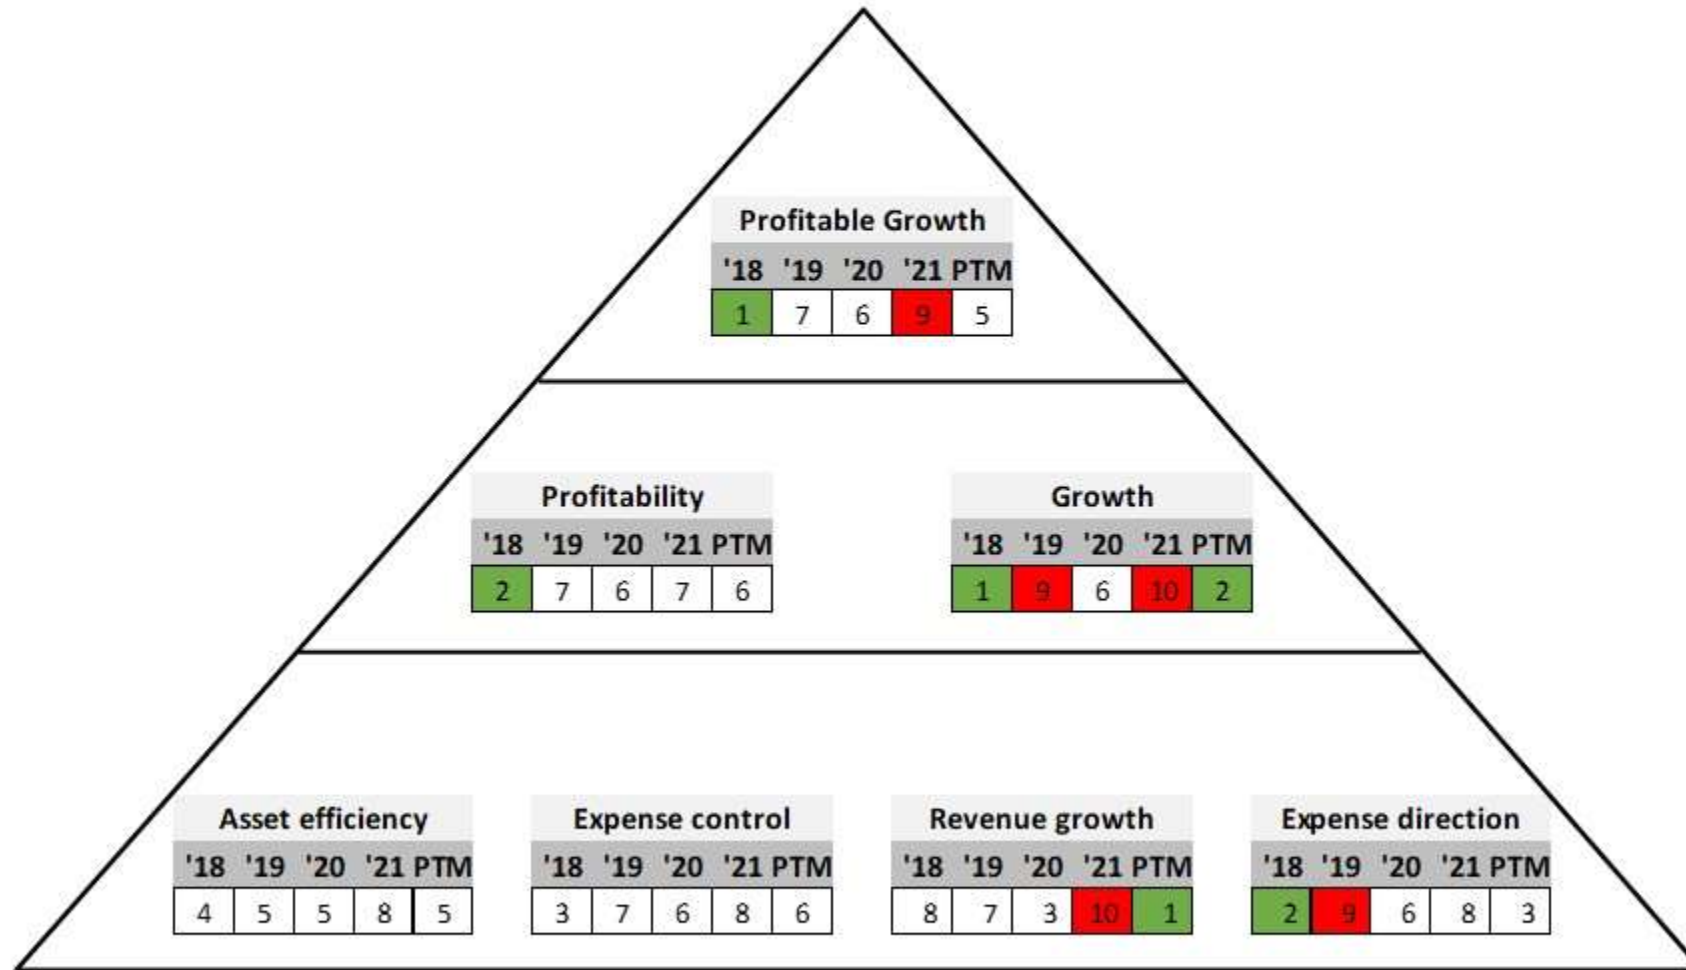 Profitable Growth
'18 '19 '20 '21 PTM
1 7 6 9 5
Profitability
'18 '19 '20 '21 PTM
2 7 6 7 6
Growth
'18 '19 '20 '21 PTM
1 9 6 10 2
Asset efficiency
'18 '19 '20 '21 PTM
4 5 5 8 5
Expense control
'18 '19 '20 '21 PTM
3 7 6 8 6
Revenue growth
'18 '19 '20 '21 PTM
8 7 3 10 1
Expense direction
'18 '19 '20 '21 PTM
2 9 6 8 3